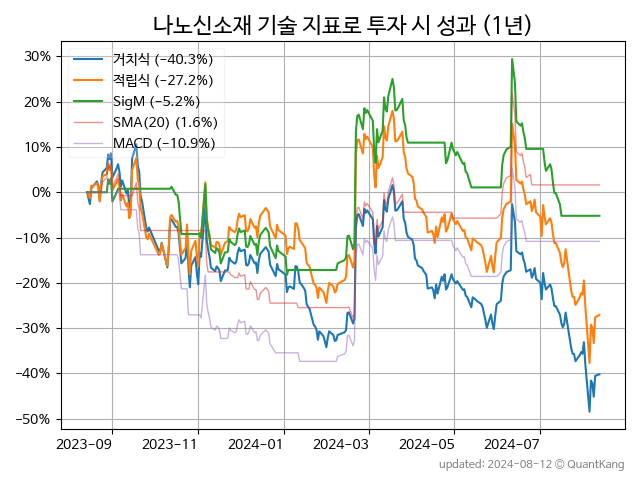 나노신소재 기술 지표로 투자 시 성과 (1년)
거치식 (−40.3%)
적립식 (−27.2%)
SigM (−5.2%)
SMA(20) (1.6%)
MACD (−10.9%)
30%
20%
10%
0%
−10%
−20%
−30%
−40%
−50%
2023-09 2023-11 2024-01 2024-03 2024-05 2024-07
updated: 2024-08-12 © QuantKang